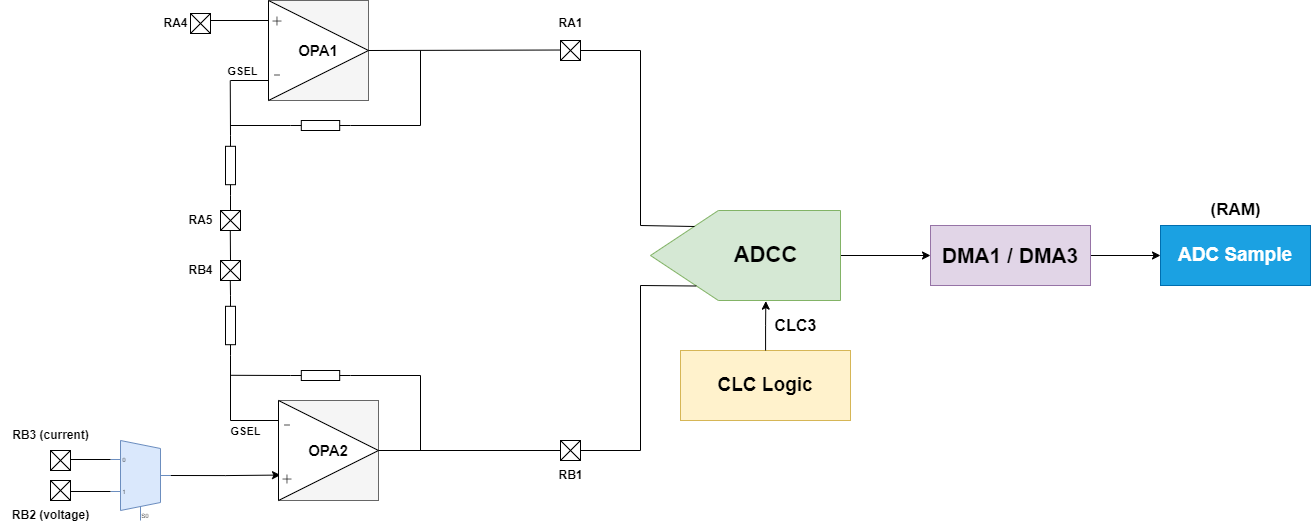 RA4
+
OPA1
GSEL
−
RA1
RA5
RB4
(RAM)
ADCC
DMA1 / DMA3
ADC Sample
CLC3
CLC Logic
GSEL
−
OPA2
+
RB3 (current)
0
1
RB2 (voltage)
S0
RB1